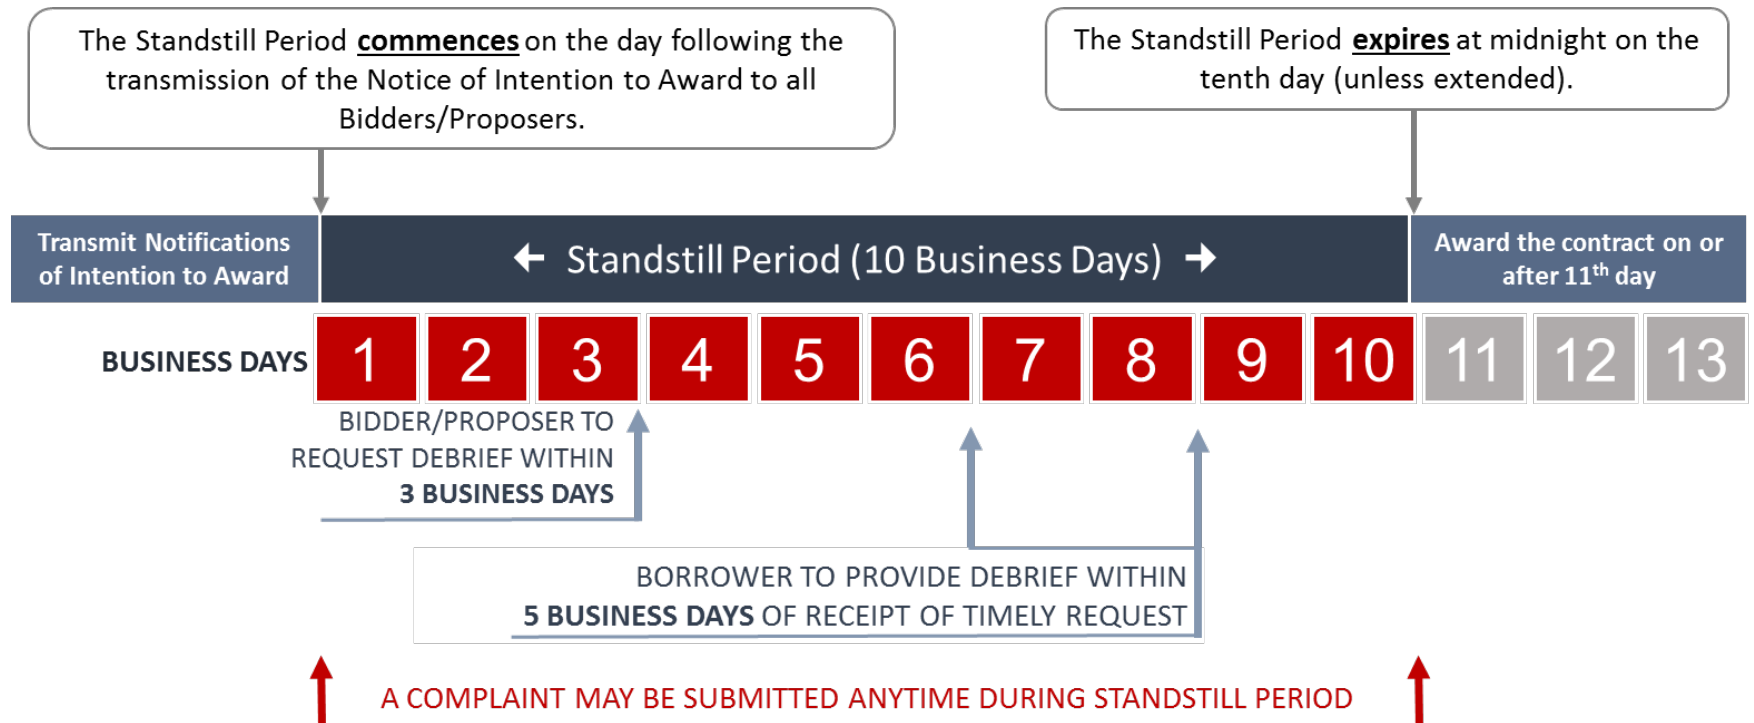 The Standstill Period commences on the day following the
transmission of the Notice of Intention to Award to all
Bidders/Proposers.
The Standstill Period expires at midnight on the
tenth day (unless extended).
Transmit Notifications
of Intention to Award
← Standstill Period (10 Business Days) →
Award the contract on or
after 11th day
BUSINESS DAYS 1 2 3 4 5 6 7 8 9 10 11 12 13
BIDDER/PROPOSER TO
REQUEST DEBRIEF WITHIN
3 BUSINESS DAYS
BORROWER TO PROVIDE DEBRIEF WITHIN
5 BUSINESS DAYS OF RECEIPT OF TIMELY REQUEST
A COMPLAINT MAY BE SUBMITTED ANYTIME DURING STANDSTILL PERIOD